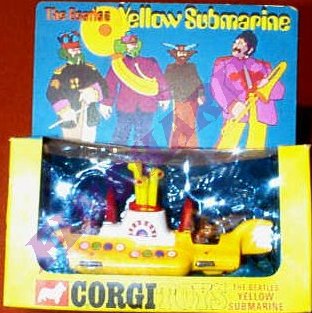 The Beatles Yellow Submarine
CORGI TOYS
THE BEATLES
YELLOW
SUBMARINE